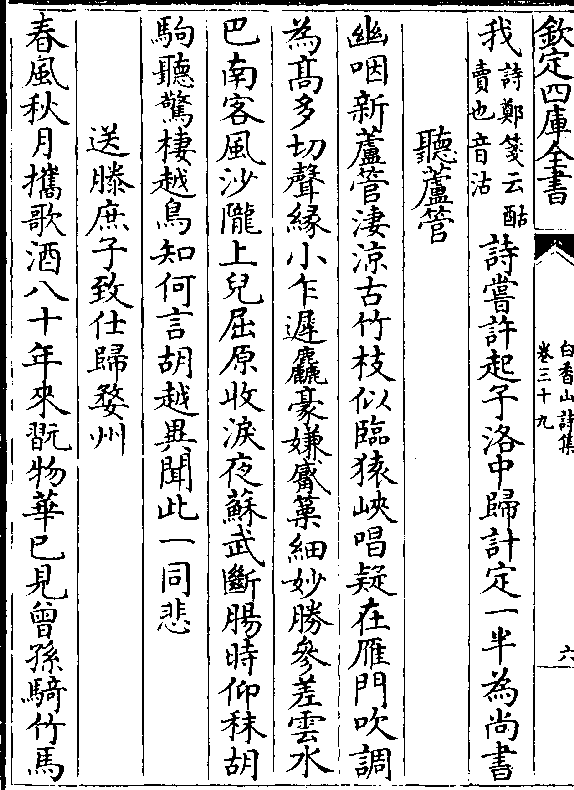 欽定四庫全書
白香山詩集
卷三十九
六
我詩鄭箋云酤賣也音沽詩嘗許起予洛中歸計定一半為尚書
聽蘆管
幽咽新蘆管淒涼古竹枝似臨猿峽唱疑在雁門吹調
為髙多切聲緣小乍遲麤豪嫌觱篥細妙勝參差雲水
巴南客風沙隴上兒屈原收淚夜蘇武斷腸時仰秣胡
駒聽驚棲越鳥知何言胡越異聞此一同悲
送滕庶子致仕歸婺州
春風秋月攜歌酒八十年來翫物華已見曾孫騎竹馬